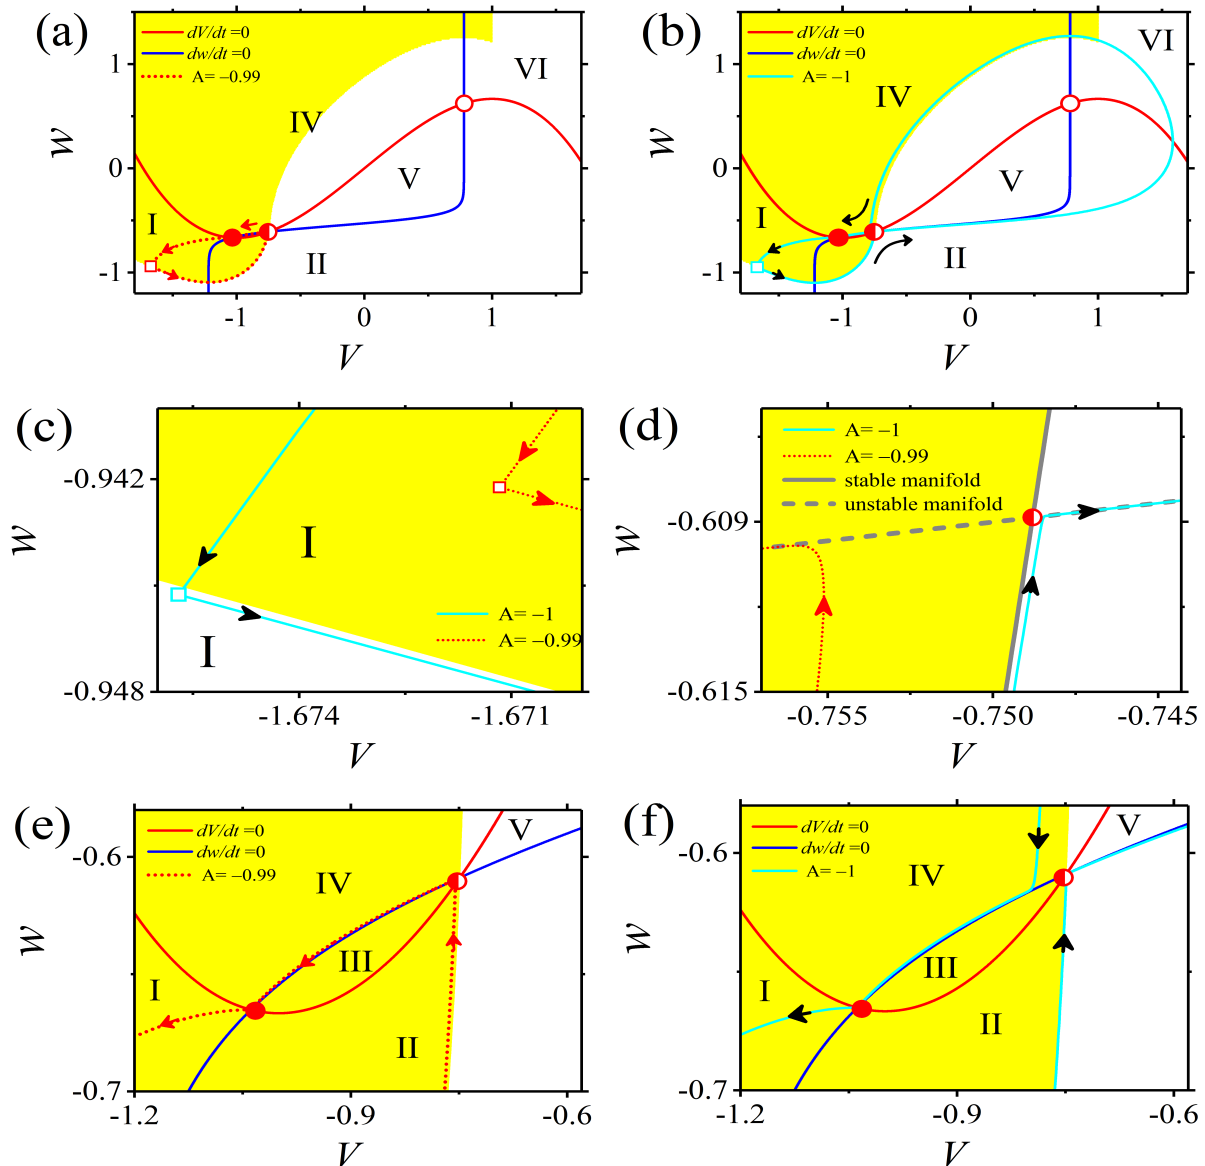 (a)
dV/dt=0
dw/dt=0
A= −0.99
VI
IV
V
I
II
1
0
-1
w
-1
0
1
V
(b)
dV/dt=0
dw/dt=0
A= −1
VI
IV
V
I
II
1
0
-1
w
-1
0
1
V
(c)
-0.942
I
A= −1
A= −0.99
I
-0.948
w
-1.674
-1.671
V
(d)
A= −1
A= −0.99
stable manifold
unstable manifold
-0.609
-0.615
w
-0.755
-0.750
-0.745
V
(e)
dV/dt =0
dw/dt=0
A= −0.99
V
IV
III
I
II
-0.6
-0.7
w
-1.2
-0.9
-0.6
V
(f)
dV/dt =0
dw/dt=0
A= −1
V
IV
III
I
II
-0.6
-0.7
w
-1.2
-0.9
-0.6
V